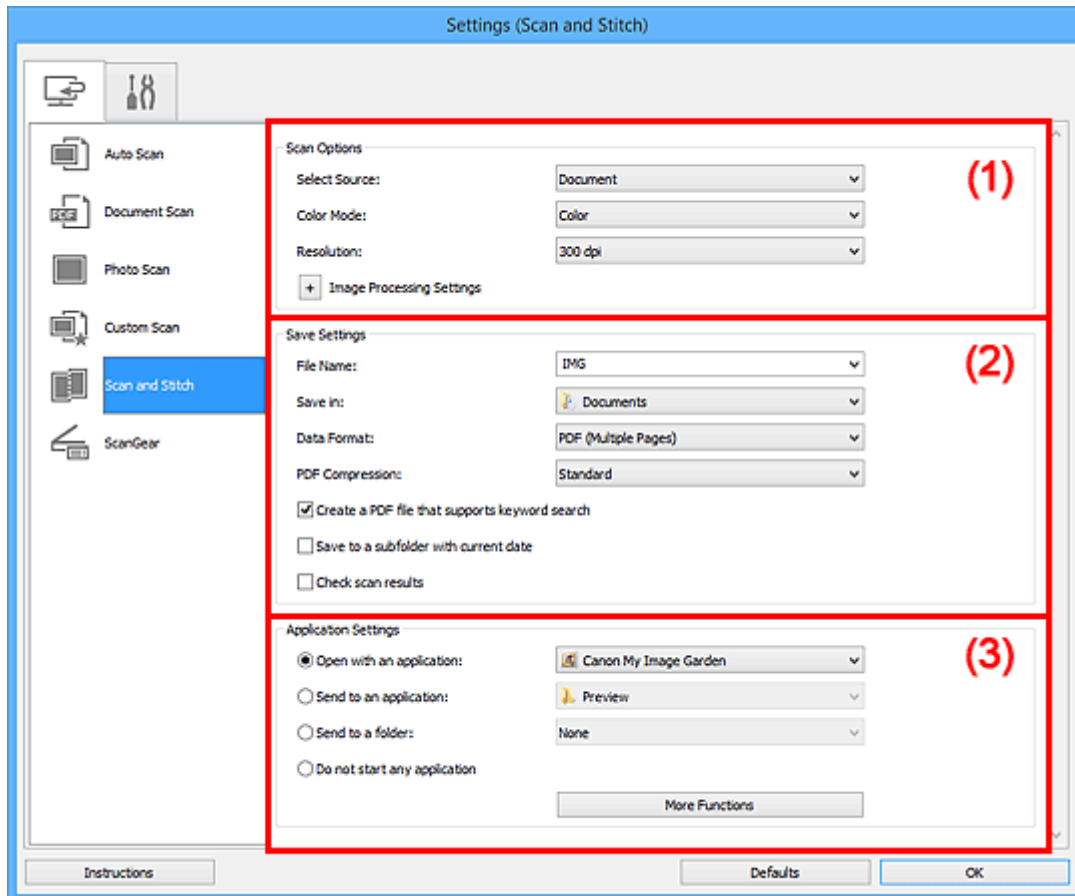 Settings (Scan and Stitch)
Auto Scan
PDF
Document Scan
Photo Scan
Custom Scan
Scan and Stitch
ScanGear
(1)
Scan Options
Select Source: Document
Color Mode: Color
Resolution: 300 dpi
+ Image Processing Settings
(2)
Save Settings
File Name: IMG
Save in: Documents
Data Format: PDF (Multiple Pages)
PDF Compression: Standard
Create a PDF file that supports keyword search
Save to a subfolder with current date
Check scan results
(3)
Application Settings
Open with an application: Canon My Image Garden
Send to an application: Preview
Send to a folder: None
Do not start any application
More Functions
Instructions Defaults OK